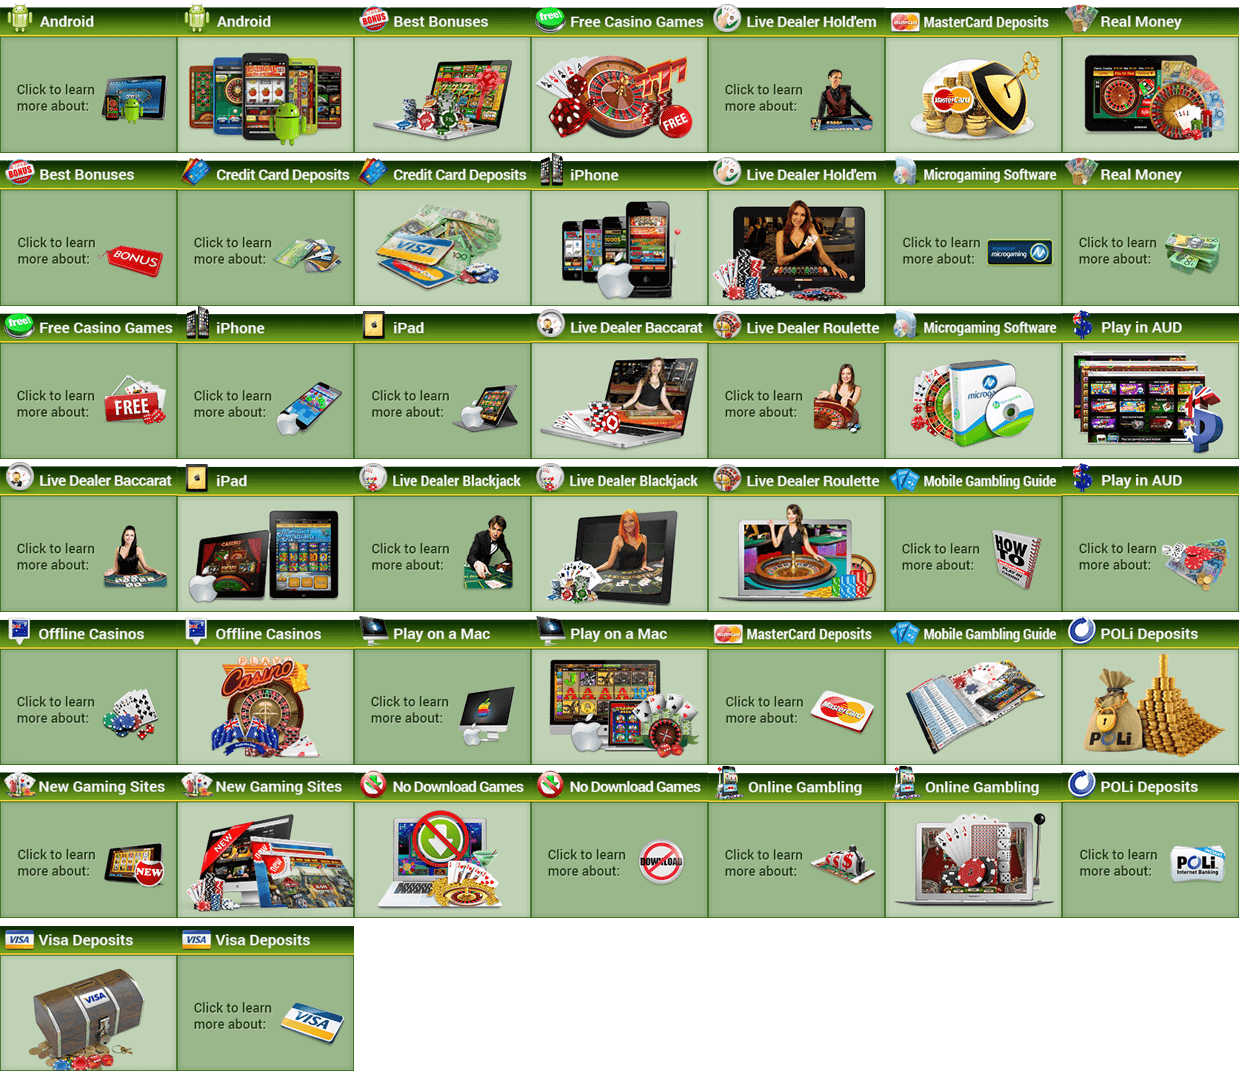 Android
Android
Best Bonuses
Free Casino Games
Live Dealer Hold'em
MasterCard Deposits
Real Money
Click to learn
more about:
FREE
Click to learn
more about:
MasterCard
Best Bonuses
Credit Card Deposits
Credit Card Deposits
iPhone
Live Dealer Hold'em
Microgaming Software
Real Money
Click to learn
more about:
BONUS
Click to learn
more about:
VISA
Click to learn
more about:
microgaming
Click to learn
more about:
Free Casino Games
iPhone
iPad
Live Dealer Baccarat
Live Dealer Roulette
Microgaming Software
Play in AUD
Click to learn
more about:
FREE
Click to learn
more about:
Click to learn
more about:
Click to learn
more about:
Live Dealer Baccarat
iPad
Live Dealer Blackjack
Live Dealer Blackjack
Live Dealer Roulette
Mobile Gambling Guide
Play in AUD
Click to learn
more about:
Click to learn
more about:
Click to learn
more about:
HOW
TO
Click to learn
more about:
Offline Casinos
Offline Casinos
Play on a Mac
Play on a Mac
MasterCard Deposits
Mobile Gambling Guide
POLi Deposits
Click to learn
more about:
PLAY
Casino
Click to learn
more about:
Click to learn
more about:
MasterCard
POLi
New Gaming Sites
New Gaming Sites
No Download Games
No Download Games
Online Gambling
Online Gambling
POLi Deposits
Click to learn
more about:
NEW
NEW
Click to learn
more about:
DOWNLOAD
Click to learn
more about:
$$$
Click to learn
more about:
POLi
Internet Banking
Visa Deposits
Visa Deposits
VISA
Click to learn
more about:
VISA